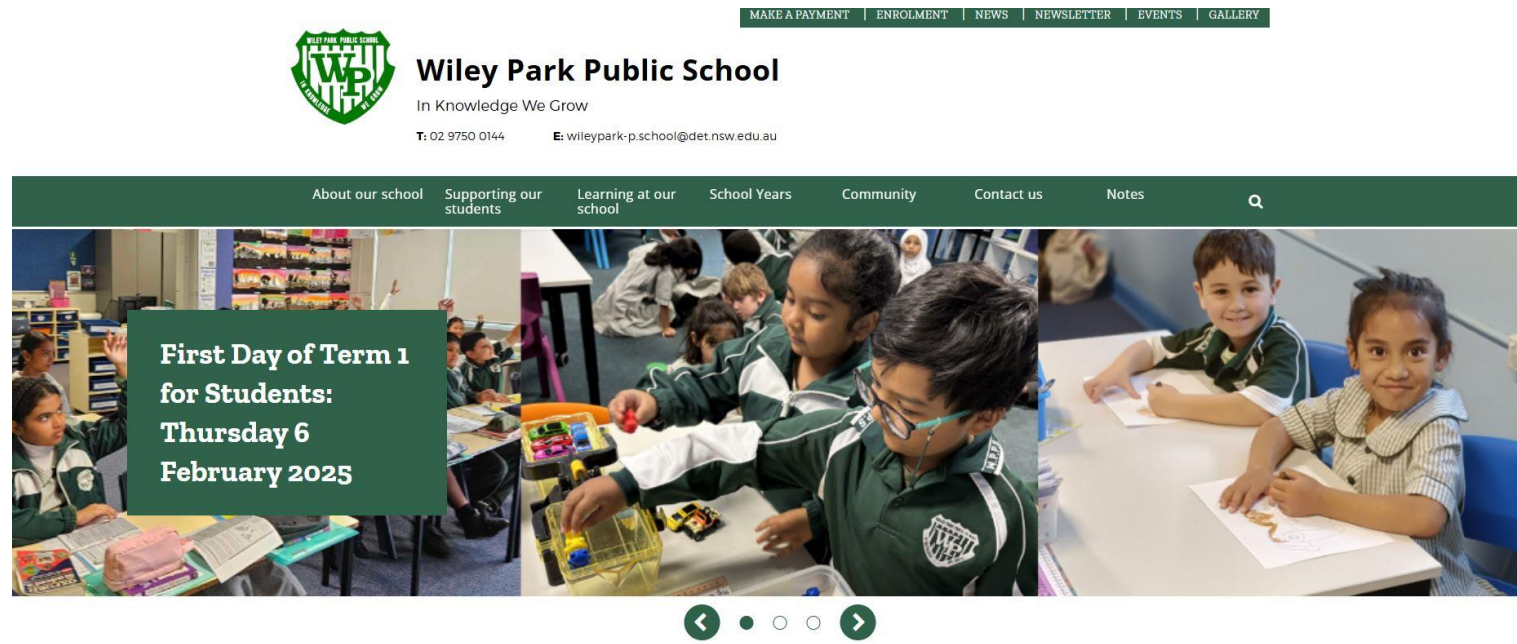 MAKE A PAYMENT | ENROLMENT | NEWS | NEWSLETTER | EVENTS | GALLERY
WILEY PARK PUBLIC SCHOOL
WP
IN KNOWLEDGE WE GROW
Wiley Park Public School
In Knowledge We Grow
T: 02 9750 0144 E: wileypark-p.school@det.nsw.edu.au
About our school
Supporting our
students
Learning at our
school
School Years
Community
Contact us
Notes
First Day of Term 1
for Students:
Thursday 6
February 2025
W.P.P.S
WP